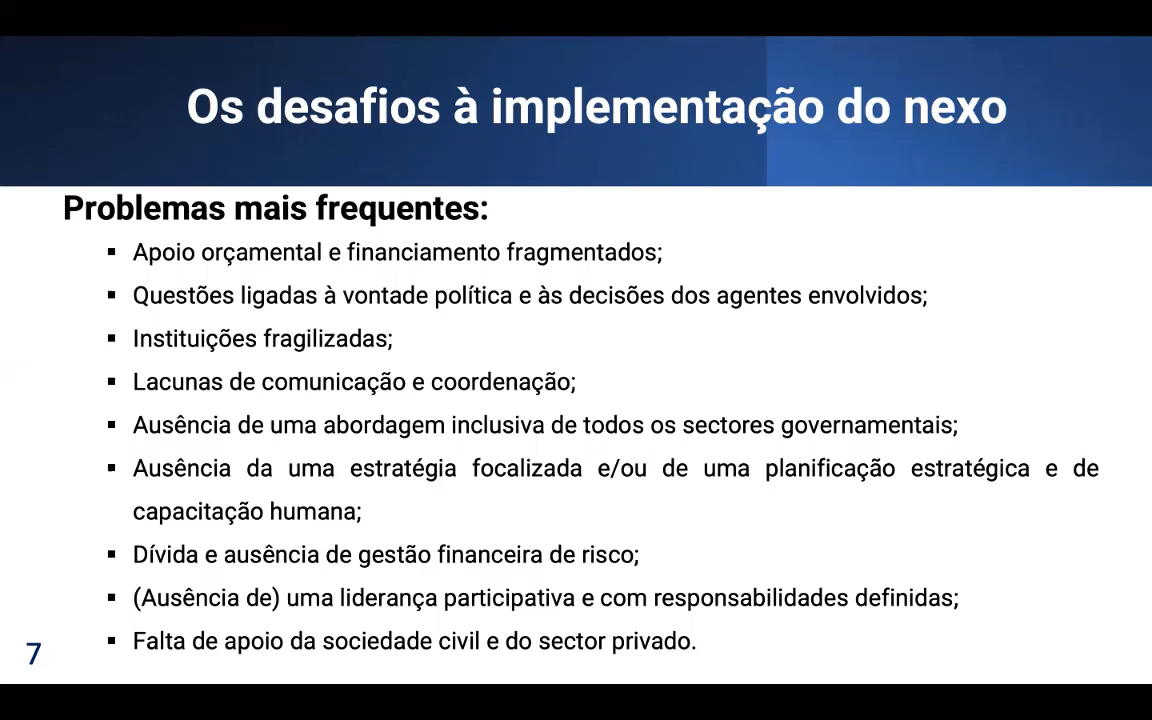 Os desafios à implementação do nexo
Problemas mais frequentes:
▪ Apoio orçamental e financiamento fragmentados;
▪ Questões ligadas à vontade política e às decisões dos agentes envolvidos;
▪ Instituições fragilizadas;
▪ Lacunas de comunicação e coordenação;
▪ Ausência de uma abordagem inclusiva de todos os sectores governamentais;
▪ Ausência da uma estratégia focalizada e/ou de uma planificação estratégica e de
capacitação humana;
▪ Dívida e ausência de gestão financeira de risco;
▪ (Ausência de) uma liderança participativa e com responsabilidades definidas;
▪ Falta de apoio da sociedade civil e do sector privado.
7